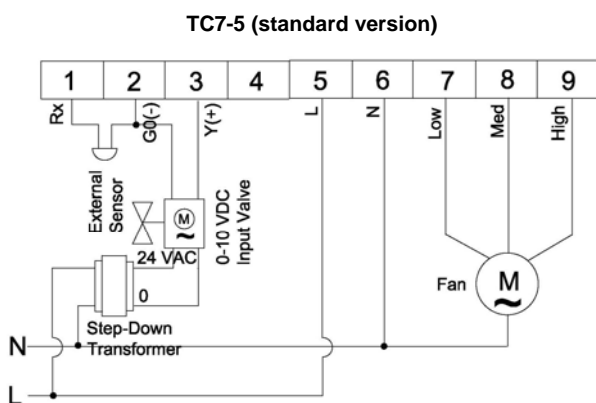 TC7-5 (standard version)
1 2 3 4 5 6 7 8 9
Rx
G0(-)
Y(+)
L
N
Low
Med
High
External
Sensor
M
0-10 VDC
Input Valve
24 VAC
0
Step-Down
Transformer
Fan
M
N
L